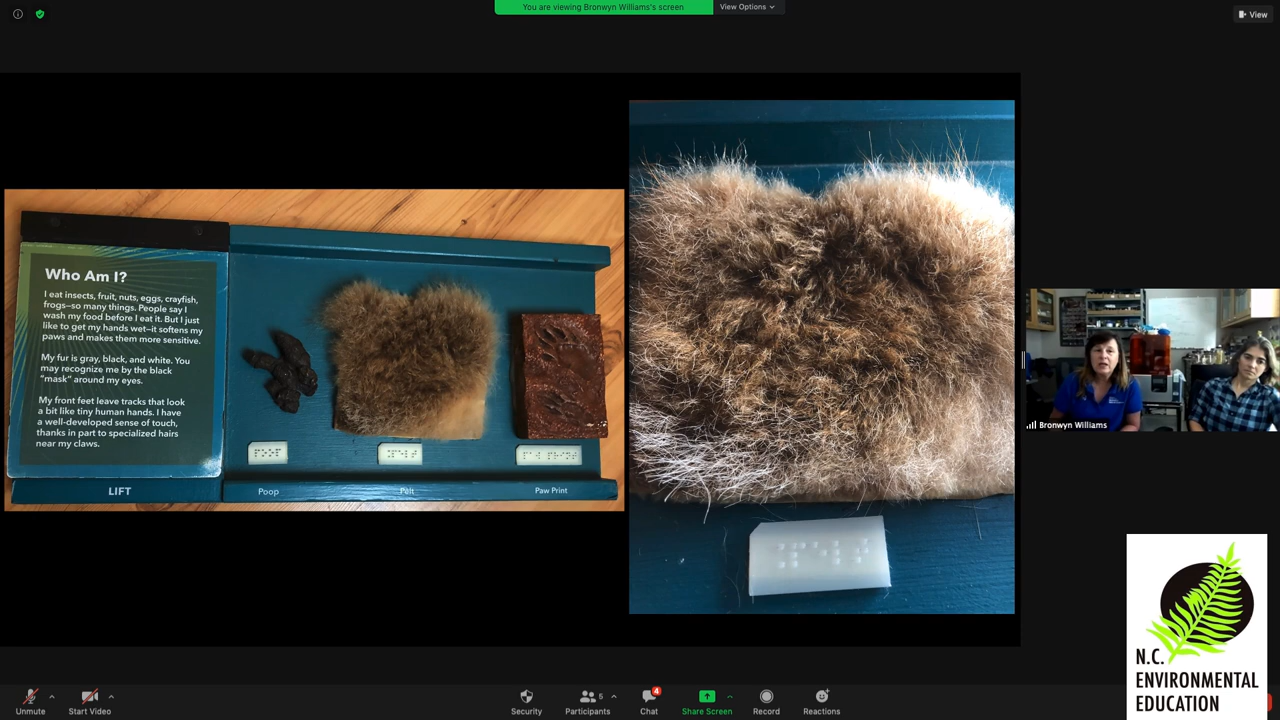 You are viewing Bronwyn Williams's screen
View Options
View
Who Am I?
I eat insects, fruit, nuts, eggs, crayfish,
frogs—so many things. People say I
wash my food before I eat it. But I just
like to get my hands wet—it softens my
paws and makes them more sensitive.
My fur is gray, black, and white. You
may recognize me by the black
"mask" around my eyes.
My front feet leave tracks that look
a bit like tiny human hands. I have
a well-developed sense of touch,
thanks in part to specialized hairs
near my claws.
LIFT
Poop
Pelt
Paw Print
Bronwyn Williams
N.C.
ENVIRONMENTAL
EDUCATION
Unmute
Start Video
Security
Participants
5
Chat
4
Share Screen
Record
Reactions